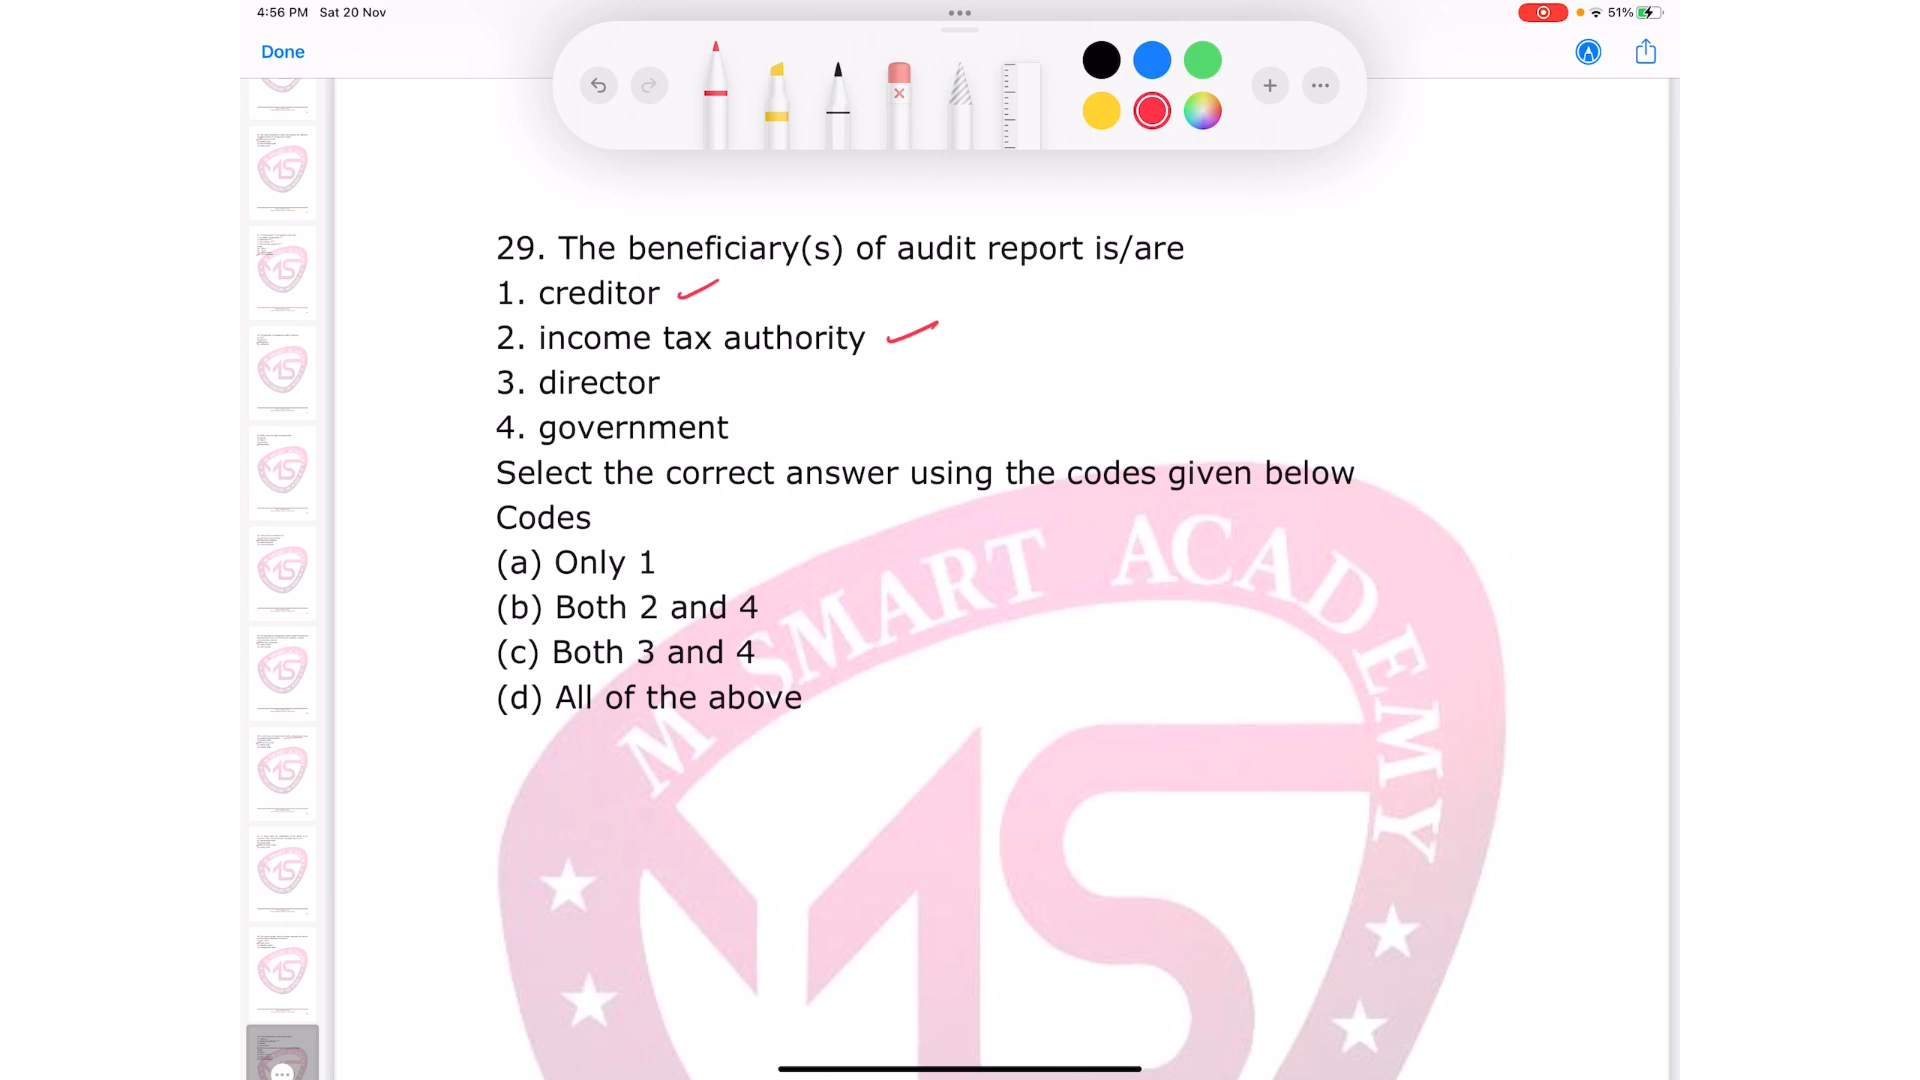 4:56 PM Sat 20 Nov
51%
Done
29. The beneficiary(s) of audit report is/are
1. creditor
2. income tax authority
3. director
4. government
Select the correct answer using the codes given below
Codes
(a) Only 1
(b) Both 2 and 4
(c) Both 3 and 4
(d) All of the above
M SMART ACADEMY
MS